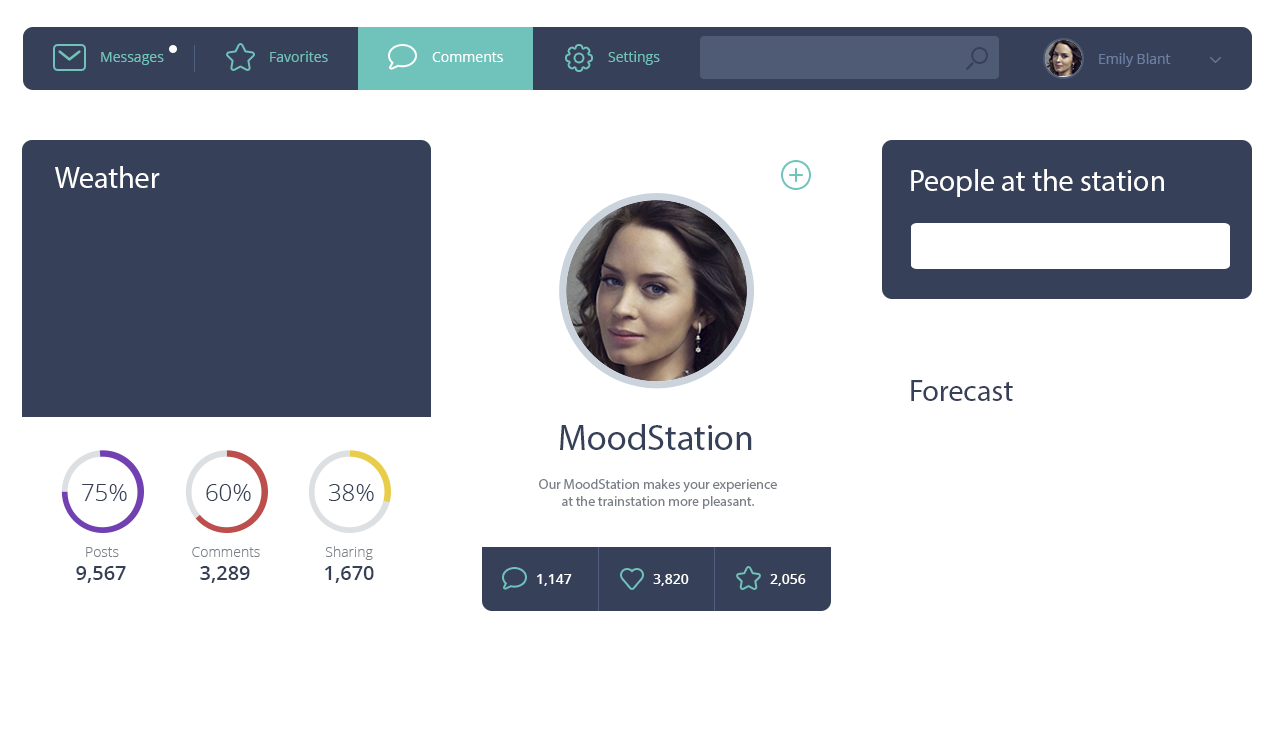 Messages
Favorites
Comments
Settings
Emily Blant
Weather
75%
60%
38%
Posts
Comments
Sharing
9,567
3,289
1,670
MoodStation
Our MoodStation makes your experience
at the trainstation more pleasant.
1,147
3,820
2,056
People at the station
Forecast